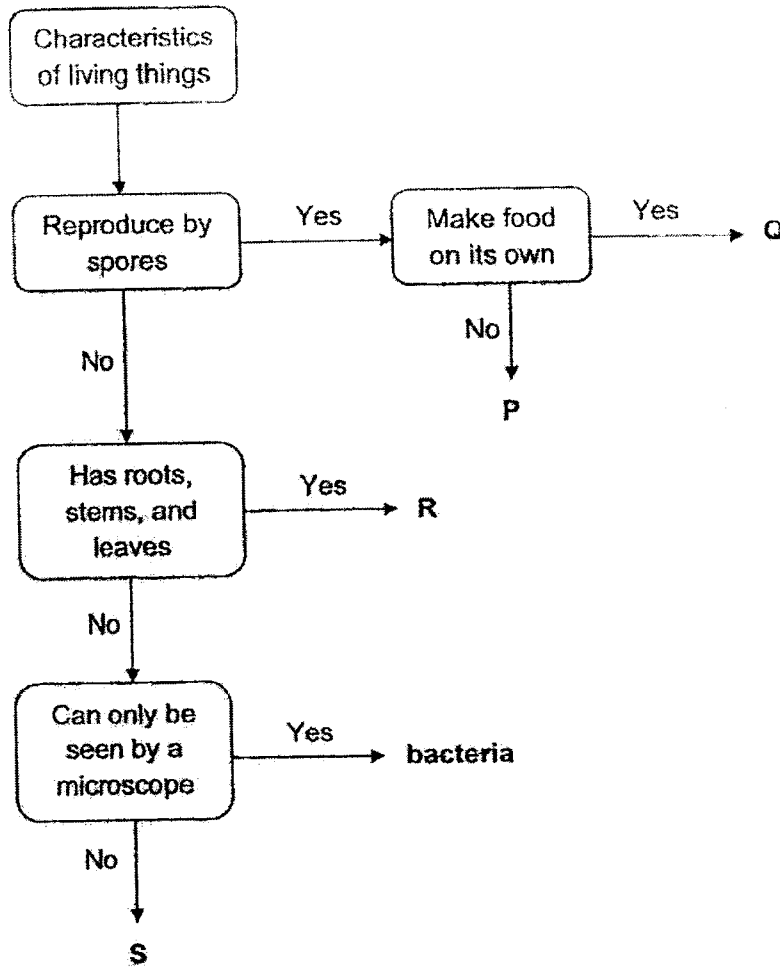 Characteristics
of living things
Reproduce by
spores
Yes
Make food
on its own
Yes
Q
No
P
No
Has roots,
stems, and
leaves
Yes
R
No
Can only be
seen by a
microscope
Yes
bacteria
No
S